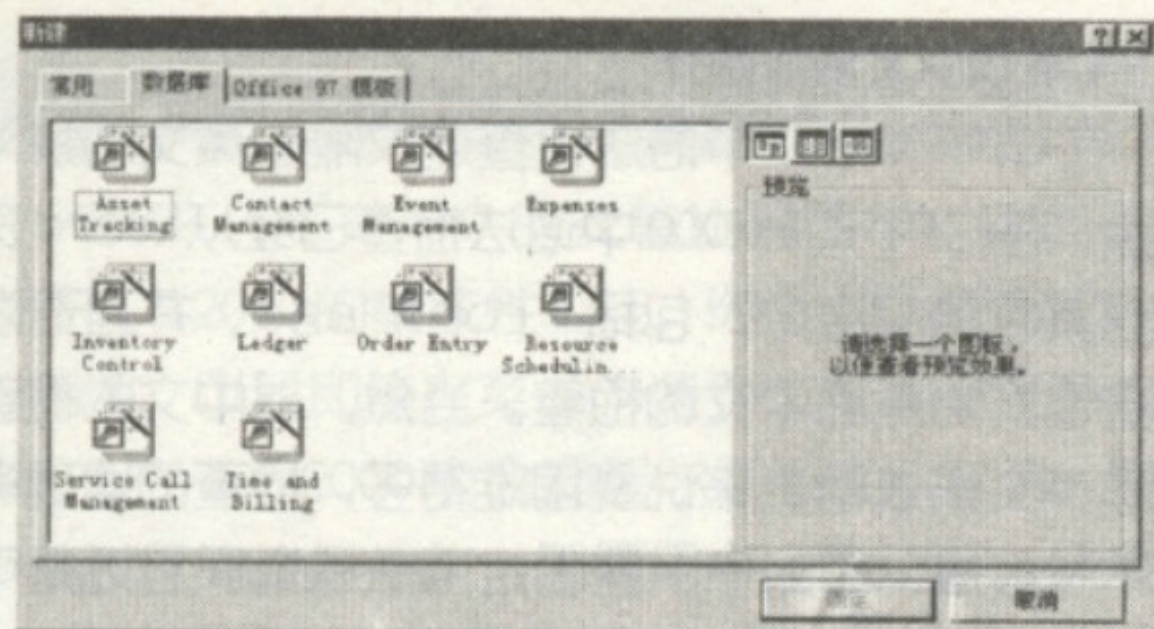 新建
常用 数据库 Office 97 模板
Asset Tracking
Contact Management
Event Management
Expenses
Inventory Control
Ledger
Order Entry
Resource Schedulin...
Service Call Management
Time and Billing
预览
请选择一个图标，
以便查看预览效果。
确定 取消